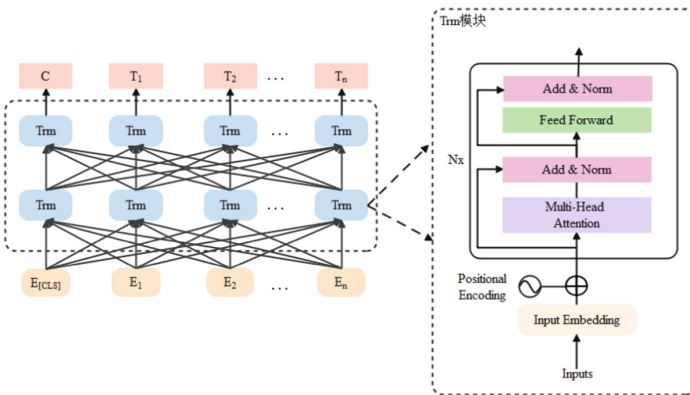 C T₁ T₂ ... Tₙ
Trm Trm Trm ... Trm
Trm Trm Trm ... Trm
E[CLS] E₁ E₂ ... Eₙ
Trm模块
Add & Norm
Feed Forward
Nx
Add & Norm
Multi-Head
Attention
Positional
Encoding
Input Embedding
Inputs